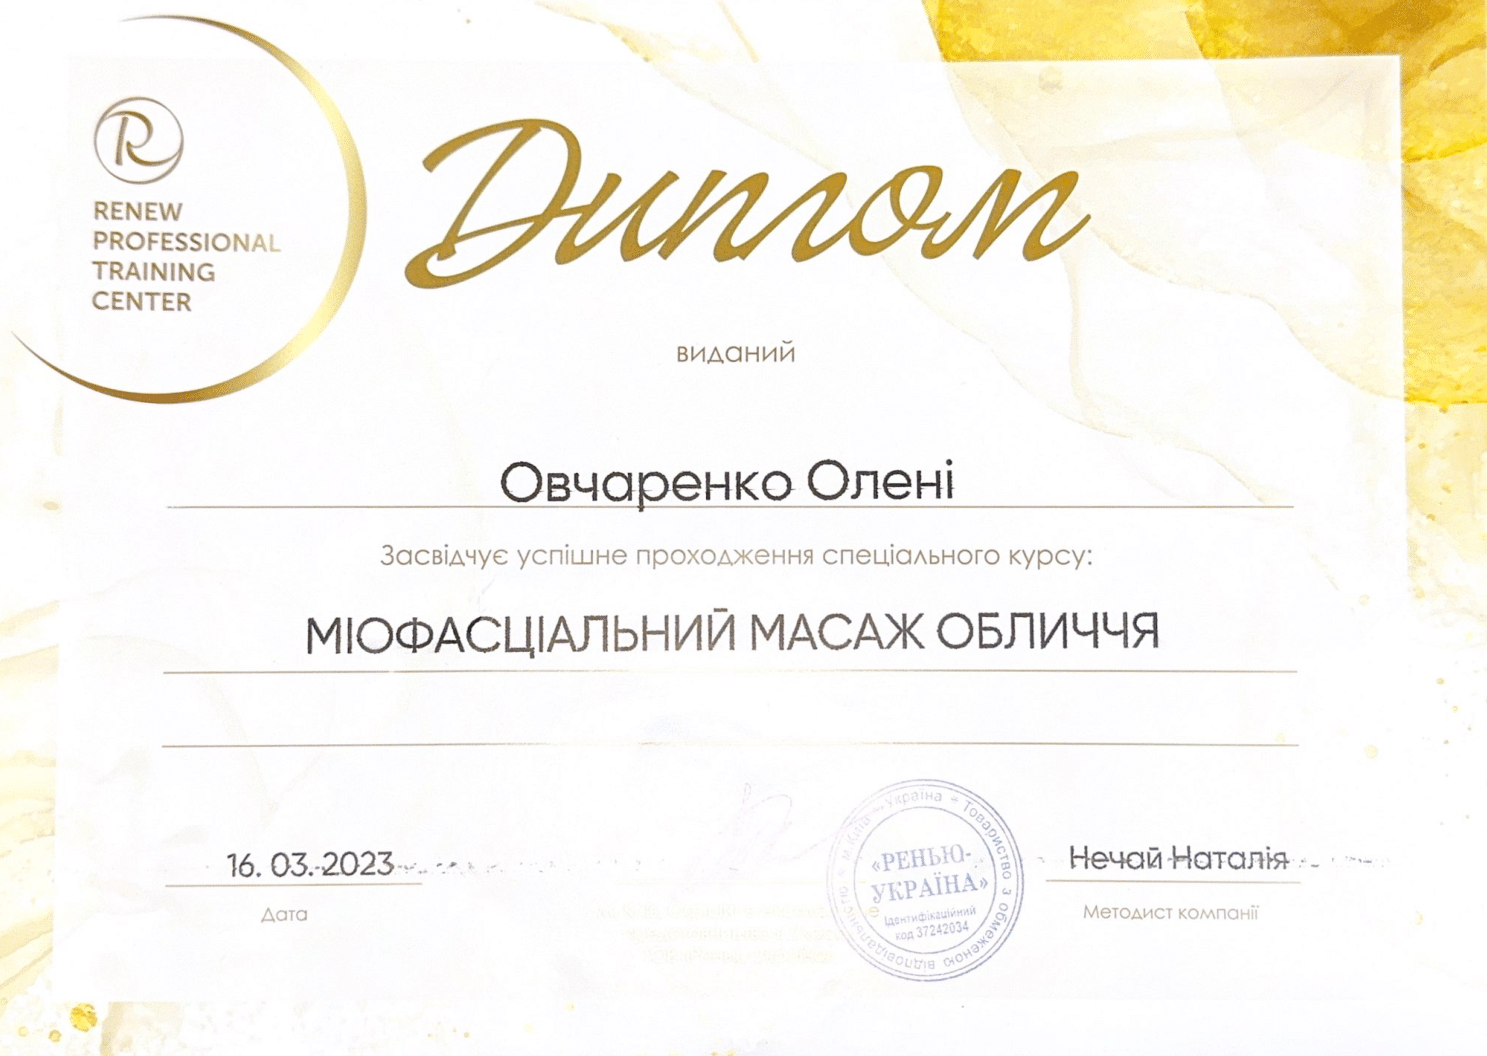 RENEW
PROFESSIONAL
TRAINING
CENTER
Диплом
виданий
Овчаренко Олені
Засвідчує успішне проходження спеціального курсу:
МІОФАСЦІАЛЬНИЙ МАСАЖ ОБЛИЧЧЯ
16. 03. 2023
Дата
м.Київ Україна Товариство з обмеженою відповідальністю
«РЕНЬЮ-
УКРАЇНА»
Ідентифікаційний
код 37242034
Нечай Наталія
Методист компанії